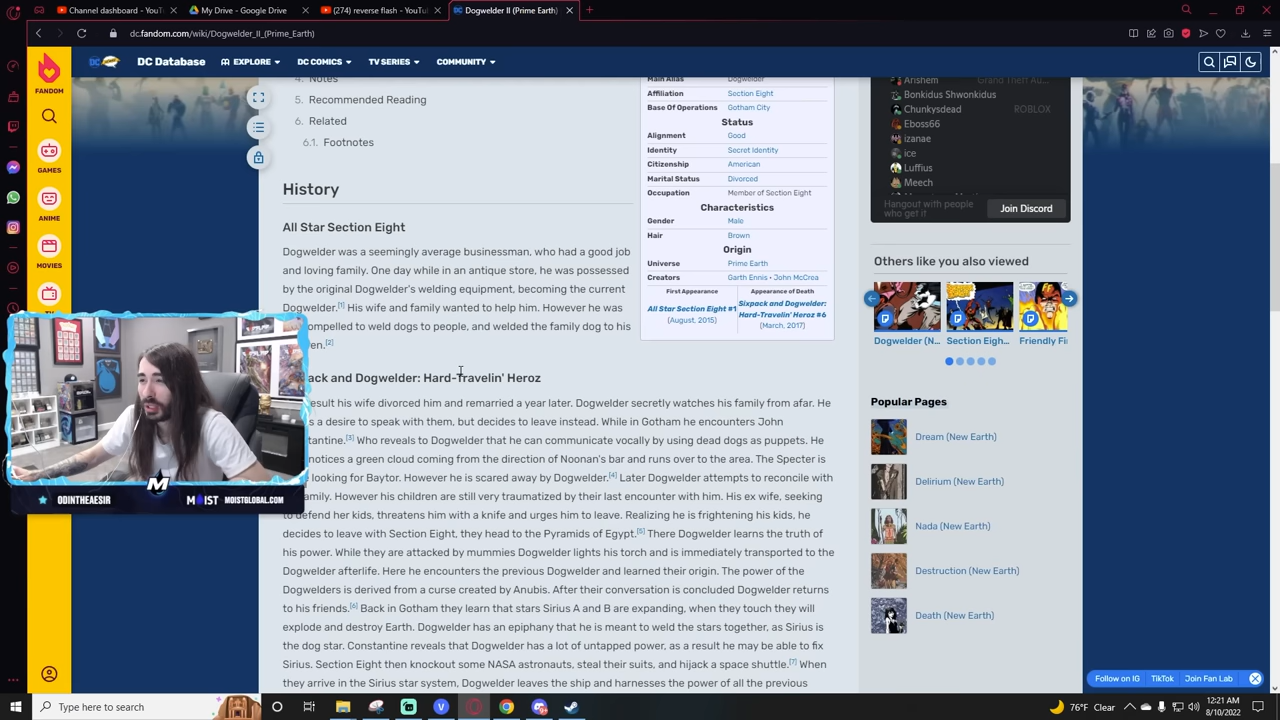 Channel dashboard - YouT
My Drive - Google Drive
(274) reverse flash - YouTu
Dogwelder II (Prime Earth)
dc.fandom.com/wiki/Dogwelder_II_(Prime_Earth)
FANDOM
GAMES
ANIME
MOVIES
DC Database
EXPLORE
DC COMICS
TV SERIES
COMMUNITY
4. Notes
5. Recommended Reading
6. Related
6.1. Footnotes
History
All Star Section Eight
Dogwelder was a seemingly average businessman, who had a good job
and loving family. One day while in an antique store, he was possessed
by the original Dogwelder's welding equipment, becoming the current
Dogwelder.[1] His wife and family wanted to help him. However he was
ompelled to weld dogs to people, and welded the family dog to his
en.[2]
ack and Dogwelder: Hard-Travelin' Heroz
esult his wife divorced him and remarried a year later. Dogwelder secretly watches his family from afar. He
s a desire to speak with them, but decides to leave instead. While in Gotham he encounters John
tantine.[3] Who reveals to Dogwelder that he can communicate vocally by using dead dogs as puppets. He
notices a green cloud coming from the direction of Noonan's bar and runs over to the area. The Specter is
looking for Baytor. However he is scared away by Dogwelder.[4] Later Dogwelder attempts to reconcile with
amily. However his children are still very traumatized by their last encounter with him. His ex wife, seeking
to defend her kids, threatens him with a knife and urges him to leave. Realizing he is frightening his kids, he
decides to leave with Section Eight, they head to the Pyramids of Egypt.[5] There Dogwelder learns the truth of
his power. While they are attacked by mummies Dogwelder lights his torch and is immediately transported to the
Dogwelder afterlife. Here he encounters the previous Dogwelder and learned their origin. The power of the
Dogwelders is derived from a curse created by Anubis. After their conversation is concluded Dogwelder returns
to his friends.[6] Back in Gotham they learn that stars Sirius A and B are expanding, when they touch they will
explode and destroy Earth. Dogwelder has an epiphany that he is meant to weld the stars together, as Sirius is
the dog star. Constantine reveals that Dogwelder has a lot of untapped power, as a result he may be able to fix
Sirius. Section Eight then knockout some NASA astronauts, steal their suits, and hijack a space shuttle.[7] When
they arrive in the Sirius star system, Dogwelder leaves the ship and harnesses the power of all the previous
Main Alias Dogwelder
Affiliation Section Eight
Base Of Operations Gotham City
Status
Alignment Good
Identity Secret Identity
Citizenship American
Marital Status Divorced
Occupation Member of Section Eight
Characteristics
Gender Male
Hair Brown
Origin
Universe Prime Earth
Creators Garth Ennis • John McCrea
First Appearance
All Star Section Eight #1
(August, 2015)
Appearance of Death
Sixpack and Dogwelder:
Hard-Travelin' Heroz #6
(March, 2017)
Arishem Grand Theft Au...
Bonkidus Shwonkidus
Chunkysdead ROBLOX
Eboss66
izanae
ice
Luffius
Meech
Hangout with people
who get it
Join Discord
Others like you also viewed
Dogwelder (N...
Section Eigh...
Friendly Fi
Popular Pages
Dream (New Earth)
Delirium (New Earth)
Nada (New Earth)
Destruction (New Earth)
Death (New Earth)
Follow on IG
TikTok
Join Fan Lab
ODINTHEAESIR
M
MOIST
MOISTGLOBAL.COM
Type here to search
76°F
12:21 AM
8/10/2022